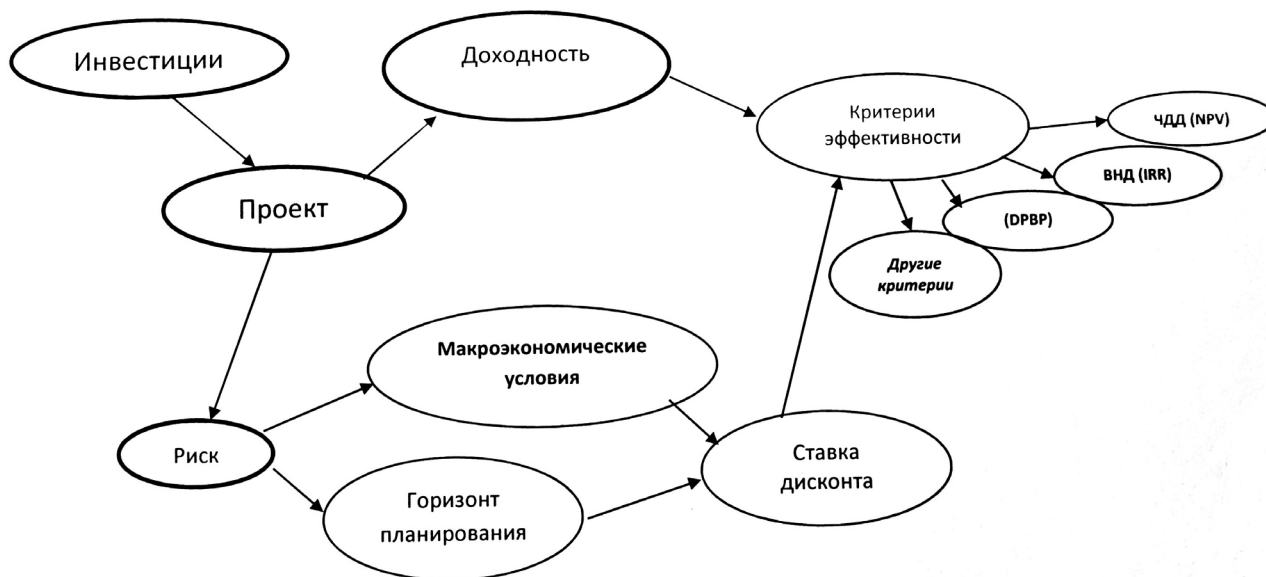 Инвестиции
Доходность
Критерии
эффективности
ЧДД (NPV)
ВНД (IRR)
(DPBP)
Другие
критерии
Проект
Макроэкономические
условия
Риск
Горизонт
планирования
Ставка
дисконта